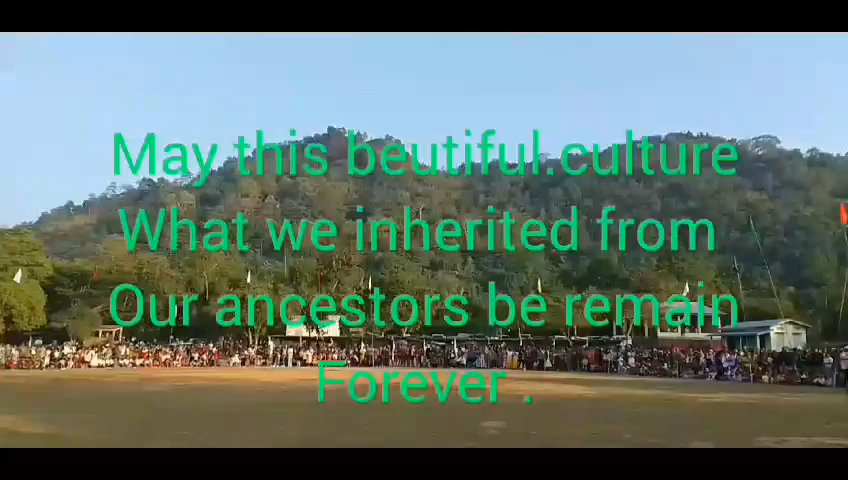 May this beutiful.culture
What we inherited from
Our ancestors be remain
Forever .